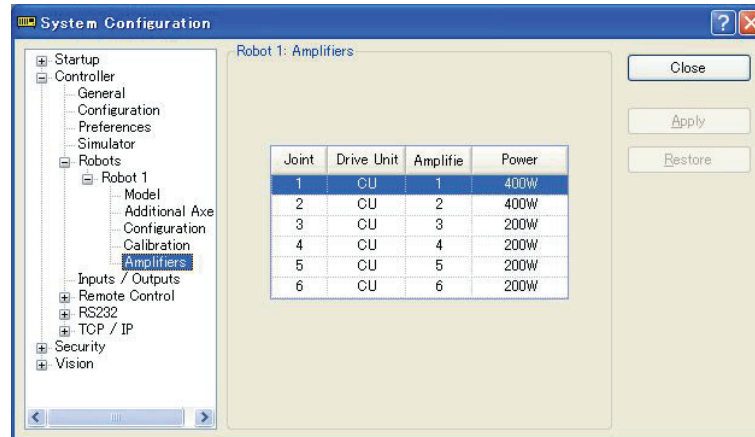 System Configuration
Startup
Controller
General
Configuration
Preferences
Simulator
Robots
Robot 1
Model
Additional Axe
Configuration
Calibration
Amplifiers
Inputs / Outputs
Remote Control
RS232
TCP / IP
Security
Vision
Robot 1: Amplifiers
Joint Drive Unit Amplifie Power
1 CU 1 400W
2 CU 2 400W
3 CU 3 200W
4 CU 4 200W
5 CU 5 200W
6 CU 6 200W
Close
Apply
Restore